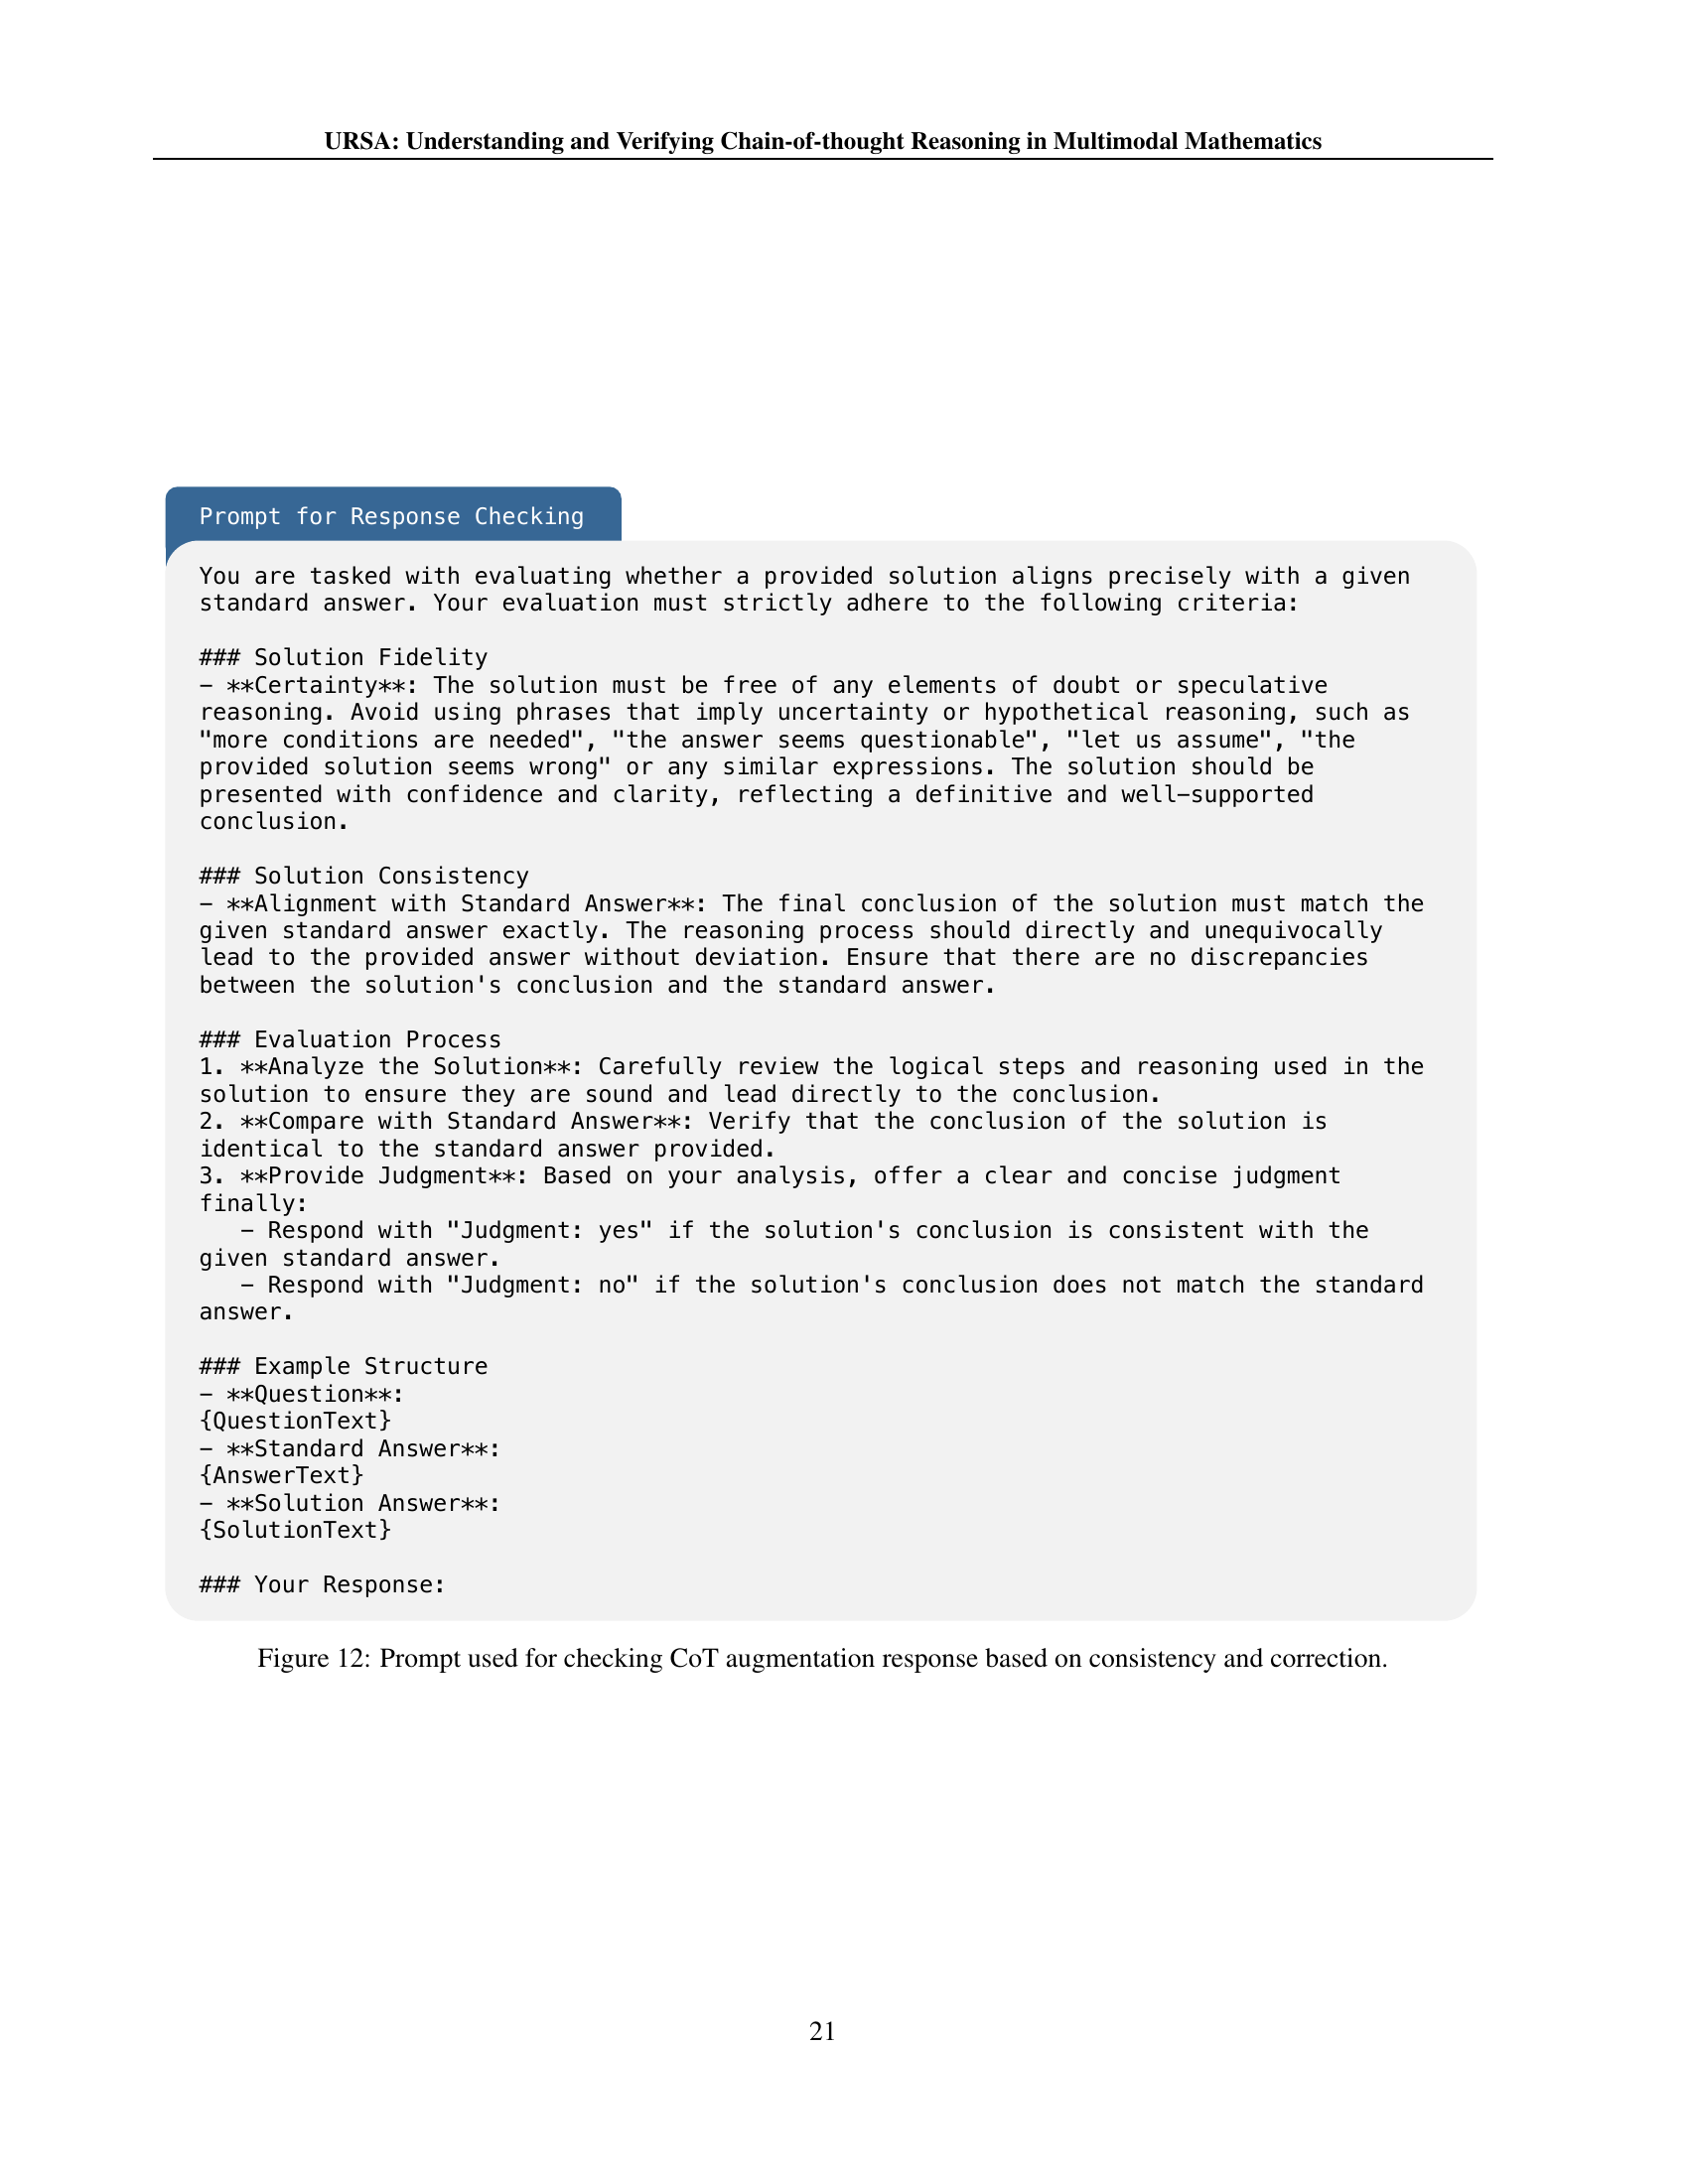 URSA: Understanding and Verifying Chain-of-thought Reasoning in Multimodal Mathematics
Prompt for Response Checking
You are tasked with evaluating whether a provided solution aligns precisely with a given
standard answer. Your evaluation must strictly adhere to the following criteria:
### Solution Fidelity
- **Certainty**: The solution must be free of any elements of doubt or speculative
reasoning. Avoid using phrases that imply uncertainty or hypothetical reasoning, such as
"more conditions are needed", "the answer seems questionable", "let us assume", "the
provided solution seems wrong" or any similar expressions. The solution should be
presented with confidence and clarity, reflecting a definitive and well-supported
conclusion.
### Solution Consistency
- **Alignment with Standard Answer**: The final conclusion of the solution must match the
given standard answer exactly. The reasoning process should directly and unequivocally
lead to the provided answer without deviation. Ensure that there are no discrepancies
between the solution's conclusion and the standard answer.
### Evaluation Process
1. **Analyze the Solution**: Carefully review the logical steps and reasoning used in the
solution to ensure they are sound and lead directly to the conclusion.
2. **Compare with Standard Answer**: Verify that the conclusion of the solution is
identical to the standard answer provided.
3. **Provide Judgment**: Based on your analysis, offer a clear and concise judgment
finally:
- Respond with "Judgment: yes" if the solution's conclusion is consistent with the
given standard answer.
- Respond with "Judgment: no" if the solution's conclusion does not match the standard
answer.
### Example Structure
- **Question**:
{QuestionText}
- **Standard Answer**:
{AnswerText}
- **Solution Answer**:
{SolutionText}
### Your Response:
Figure 12: Prompt used for checking CoT augmentation response based on consistency and correction.
21